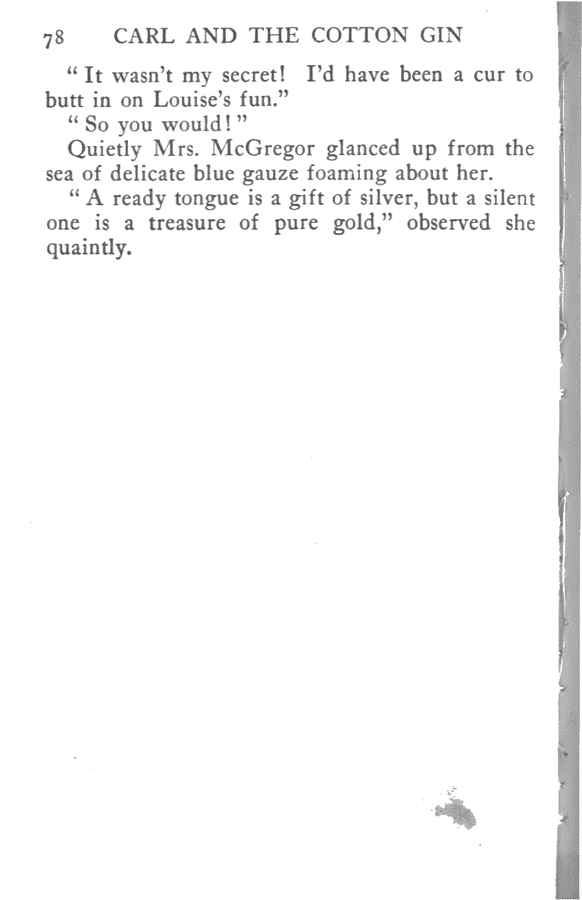 78 CARL AND THE COTTON GIN
“ It wasn’t my secret! I’d have been a cur to
butt in on Louise’s fun.”
“ So you would! ”
Quietly Mrs. McGregor glanced up from the
sea of delicate blue gauze foaming about her.
“ A ready tongue is a gift of silver, but a silent
one is a treasure of pure gold,” observed she
quaintly.